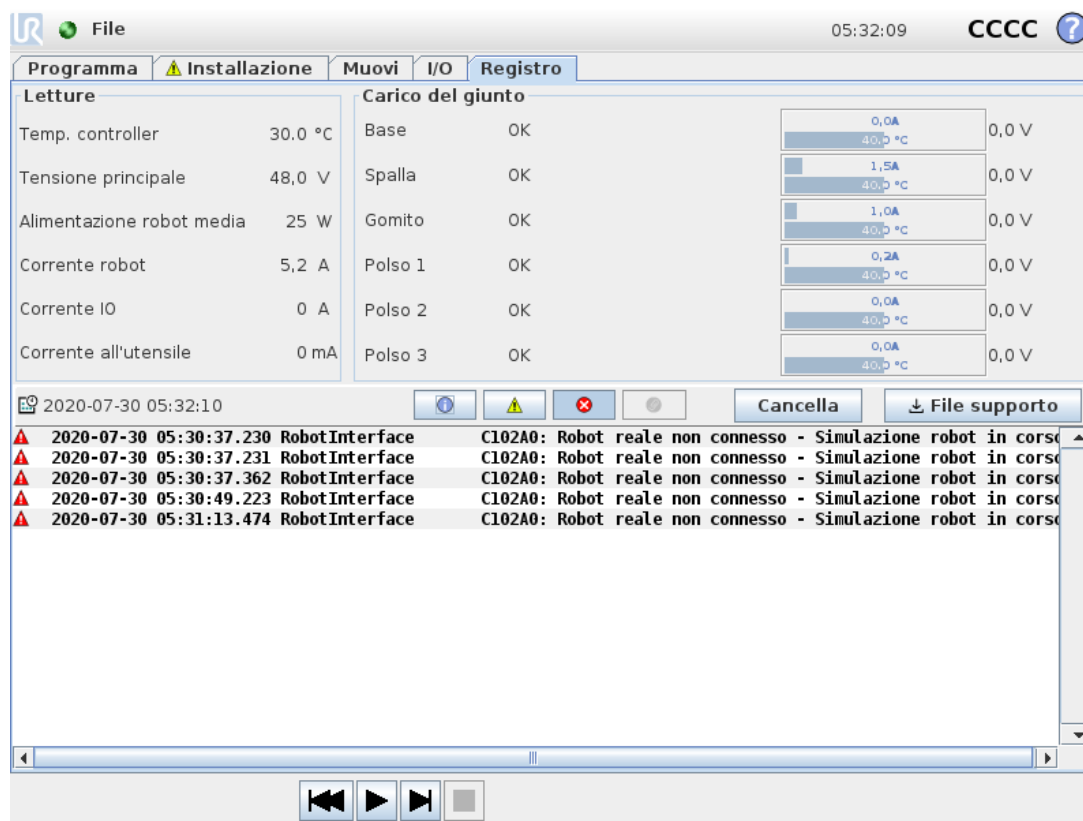 UR File 05:32:09 CCCC ?
Programma Installazione Muovi I/O Registro
Letture
Temp. controller 30.0 °C
Tensione principale 48,0 V
Alimentazione robot media 25 W
Corrente robot 5,2 A
Corrente IO 0 A
Corrente all'utensile 0 mA
Carico del giunto
Base OK 0,0A 40,0 °C 0,0 V
Spalla OK 1,5A 40,0 °C 0,0 V
Gomito OK 1,0A 40,0 °C 0,0 V
Polso 1 OK 0,2A 40,0 °C 0,0 V
Polso 2 OK 0,0A 40,0 °C 0,0 V
Polso 3 OK 0,0A 40,0 °C 0,0 V
2020-07-30 05:32:10 Cancella File supporto
2020-07-30 05:30:37.230 RobotInterface C102A0: Robot reale non connesso - Simulazione robot in corso
2020-07-30 05:30:37.231 RobotInterface C102A0: Robot reale non connesso - Simulazione robot in corso
2020-07-30 05:30:37.362 RobotInterface C102A0: Robot reale non connesso - Simulazione robot in corso
2020-07-30 05:30:49.223 RobotInterface C102A0: Robot reale non connesso - Simulazione robot in corso
2020-07-30 05:31:13.474 RobotInterface C102A0: Robot reale non connesso - Simulazione robot in corso